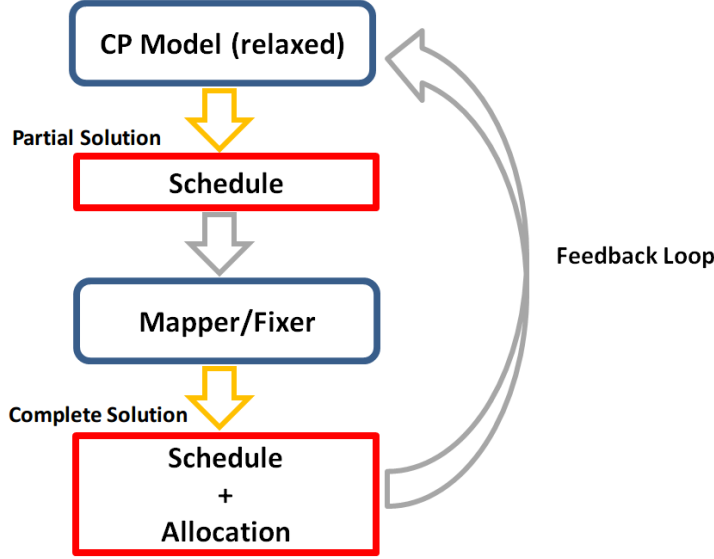 CP Model (relaxed)
Partial Solution
Schedule
Feedback Loop
Mapper/Fixer
Complete Solution
Schedule
+
Allocation